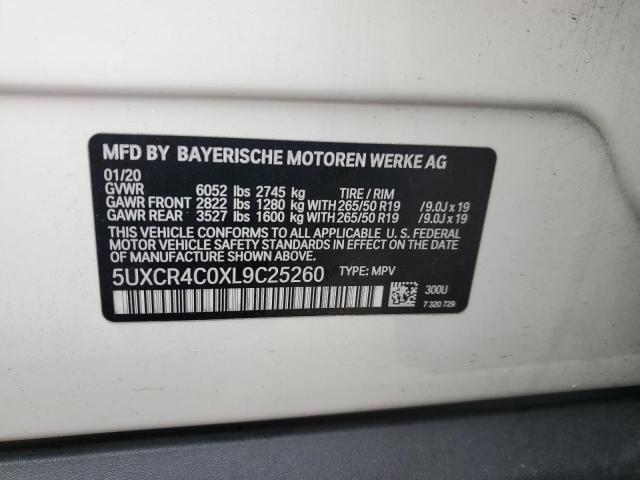 MFD BY BAYERISCHE MOTOREN WERKE AG
01/20
GVWR 6052 lbs 2745 kg TIRE / RIM
GAWR FRONT 2822 lbs 1280 kg WITH 265/50 R19 / 9.0J x 19
GAWR REAR 3527 lbs 1600 kg WITH 265/50 R19 / 9.0J x 19
THIS VEHICLE CONFORMS TO ALL APPLICABLE U. S. FEDERAL
MOTOR VEHICLE SAFETY STANDARDS IN EFFECT ON THE DATE
OF MANUFACTURE SHOWN ABOVE.
5UXCR4C0XL9C25260 TYPE: MPV
300U
7 320 729